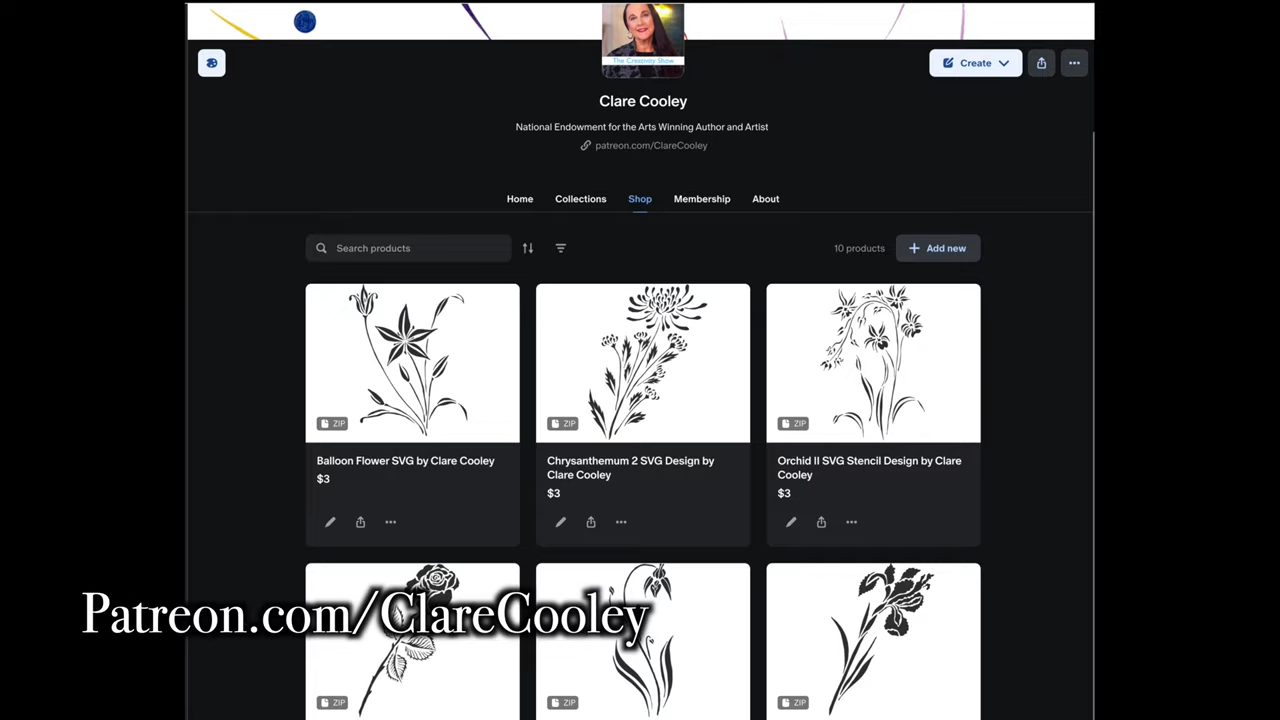 The Creativity Show
Create
Clare Cooley
National Endowment for the Arts Winning Author and Artist
patreon.com/ClareCooley
Home Collections Shop Membership About
Search products
10 products
Add new
ZIP
ZIP
ZIP
Balloon Flower SVG by Clare Cooley
$3
Chrysanthemum 2 SVG Design by
Clare Cooley
$3
Orchid II SVG Stencil Design by Clare
Cooley
$3
Patreon.com/ClareCooley
ZIP
ZIP
ZIP